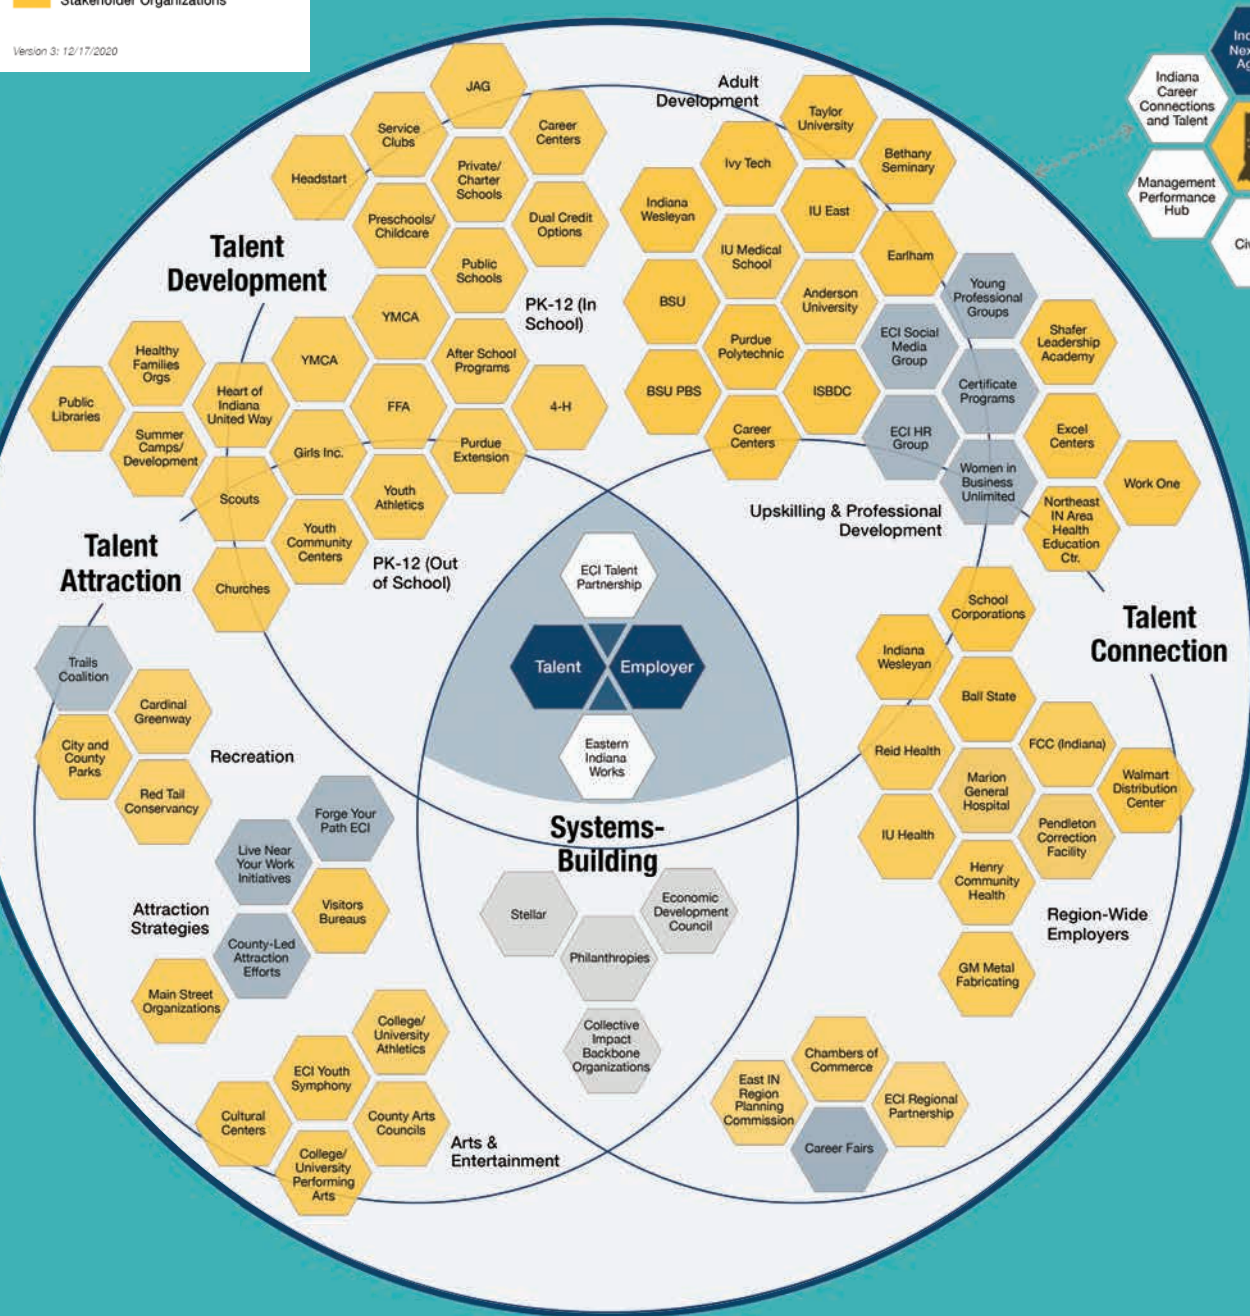 Stakeholder Organizations
Version 3: 12/17/2020
JAG
Service
Clubs
Career
Centers
Headstart
Private/
Charter
Schools
Preschools/
Childcare
Dual Credit
Options
Public
Schools
Talent
Development
PK-12 (In
School)
YMCA
YMCA
After School
Programs
Healthy
Families
Orgs
Public
Libraries
Heart of
Indiana
United Way
FFA
4-H
Summer
Camps/
Development
Girls Inc.
Purdue
Extension
Scouts
Youth
Athletics
Youth
Community
Centers
PK-12 (Out
of School)
Churches
Adult
Development
Taylor
University
Ivy Tech
Bethany
Seminary
Indiana
Wesleyan
IU East
IU Medical
School
Earlham
BSU
Anderson
University
Young
Professional
Groups
Purdue
Polytechnic
ECI Social
Media
Group
Shafer
Leadership
Academy
BSU PBS
ISBDC
Certificate
Programs
Career
Centers
ECI HR
Group
Excel
Centers
Women in
Business
Unlimited
Work One
Northeast
IN Area
Health
Education
Ctr.
Upskilling & Professional
Development
Indiana
Career
Connections
and Talent
Management
Performance
Hub
Talent
Attraction
Trails
Coalition
Cardinal
Greenway
City and
County
Parks
Red Tail
Conservancy
Recreation
Forge Your
Path ECI
Live Near
Your Work
Initiatives
Visitors
Bureaus
Attraction
Strategies
County-Led
Attraction
Efforts
Main Street
Organizations
College/
University
Athletics
ECI Youth
Symphony
Cultural
Centers
County Arts
Councils
College/
University
Performing
Arts
Arts &
Entertainment
ECI Talent
Partnership
Talent
Employer
Eastern
Indiana
Works
Systems-
Building
Stellar
Economic
Development
Council
Philanthropies
Collective
Impact
Backbone
Organizations
Talent
Connection
School
Corporations
Indiana
Wesleyan
Ball State
Reid Health
FCC (Indiana)
Marion
General
Hospital
Walmart
Distribution
Center
IU Health
Pendleton
Correction
Facility
Henry
Community
Health
Region-Wide
Employers
GM Metal
Fabricating
Chambers of
Commerce
East IN
Region
Planning
Commission
ECI Regional
Partnership
Career Fairs